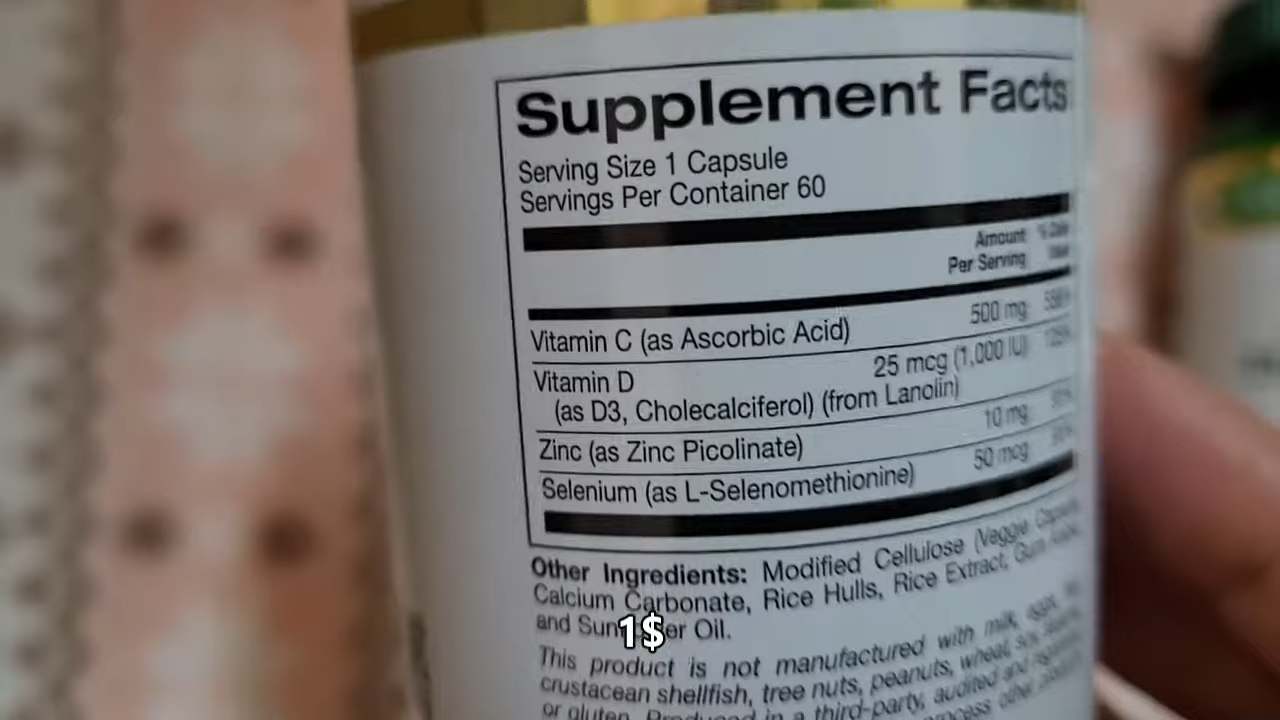 Supplement Facts
Serving Size 1 Capsule
Servings Per Container 60
Amount
Per Serving
Vitamin C (as Ascorbic Acid) 500 mg
Vitamin D 25 mcg (1,000 IU)
(as D3, Cholecalciferol) (from Lanolin)
Zinc (as Zinc Picolinate) 10 mg
Selenium (as L-Selenomethionine) 50 mcg
Other Ingredients: Modified Cellulose (Veggie
Calcium Carbonate, Rice Hulls, Rice Extract, Gum
and Sunflower Oil.
1$
This product is not manufactured with milk, eggs,
crustacean shellfish, tree nuts, peanuts, wheat, soy,
or gluten. Produced in a third-party, audited and
process other